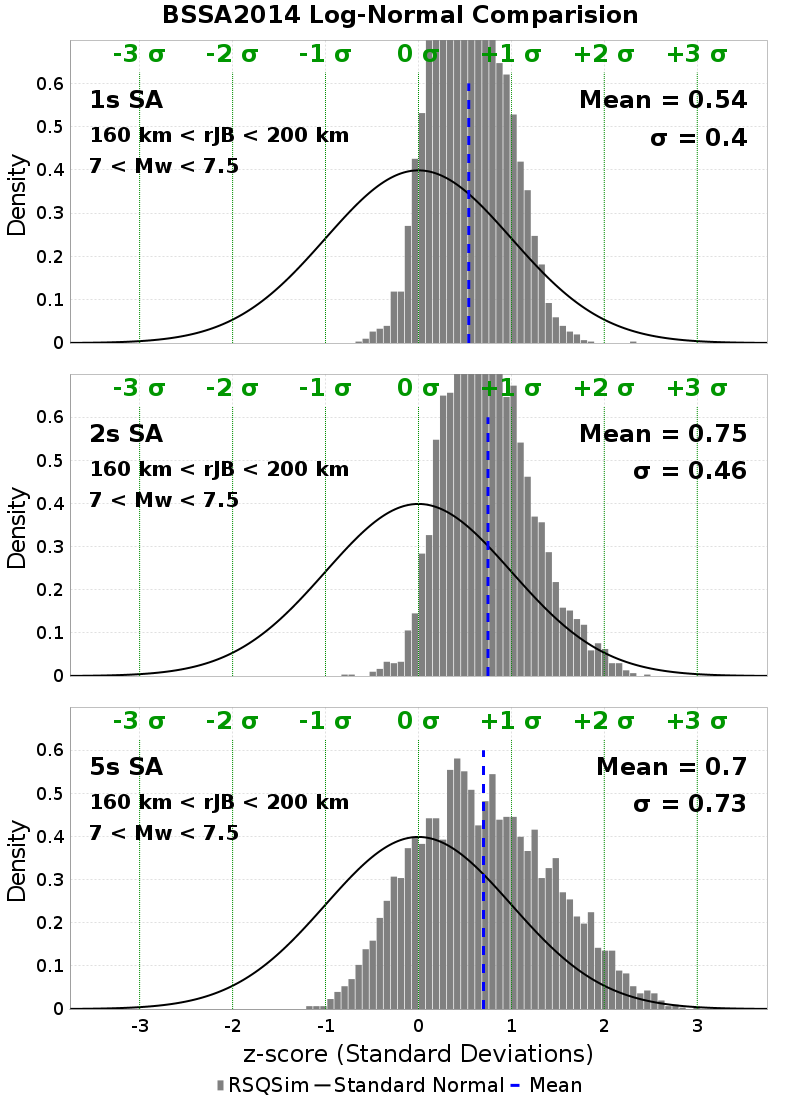 BSSA2014 Log-Normal Comparision
-3 σ -2 σ -1 σ 0 σ +1 σ +2 σ +3 σ
1s SA
160 km < rJB < 200 km
7 < Mw < 7.5
Mean = 0.54
σ = 0.4
Density
0.6
0.5
0.4
0.3
0.2
0.1
0
-3 σ -2 σ -1 σ 0 σ +1 σ +2 σ +3 σ
2s SA
160 km < rJB < 200 km
7 < Mw < 7.5
Mean = 0.75
σ = 0.46
Density
0.6
0.5
0.4
0.3
0.2
0.1
0
-3 σ -2 σ -1 σ 0 σ +1 σ +2 σ +3 σ
5s SA
160 km < rJB < 200 km
7 < Mw < 7.5
Mean = 0.7
σ = 0.73
Density
0.6
0.5
0.4
0.3
0.2
0.1
0
-3 -2 -1 0 1 2 3
z-score (Standard Deviations)
RSQSim Standard Normal Mean